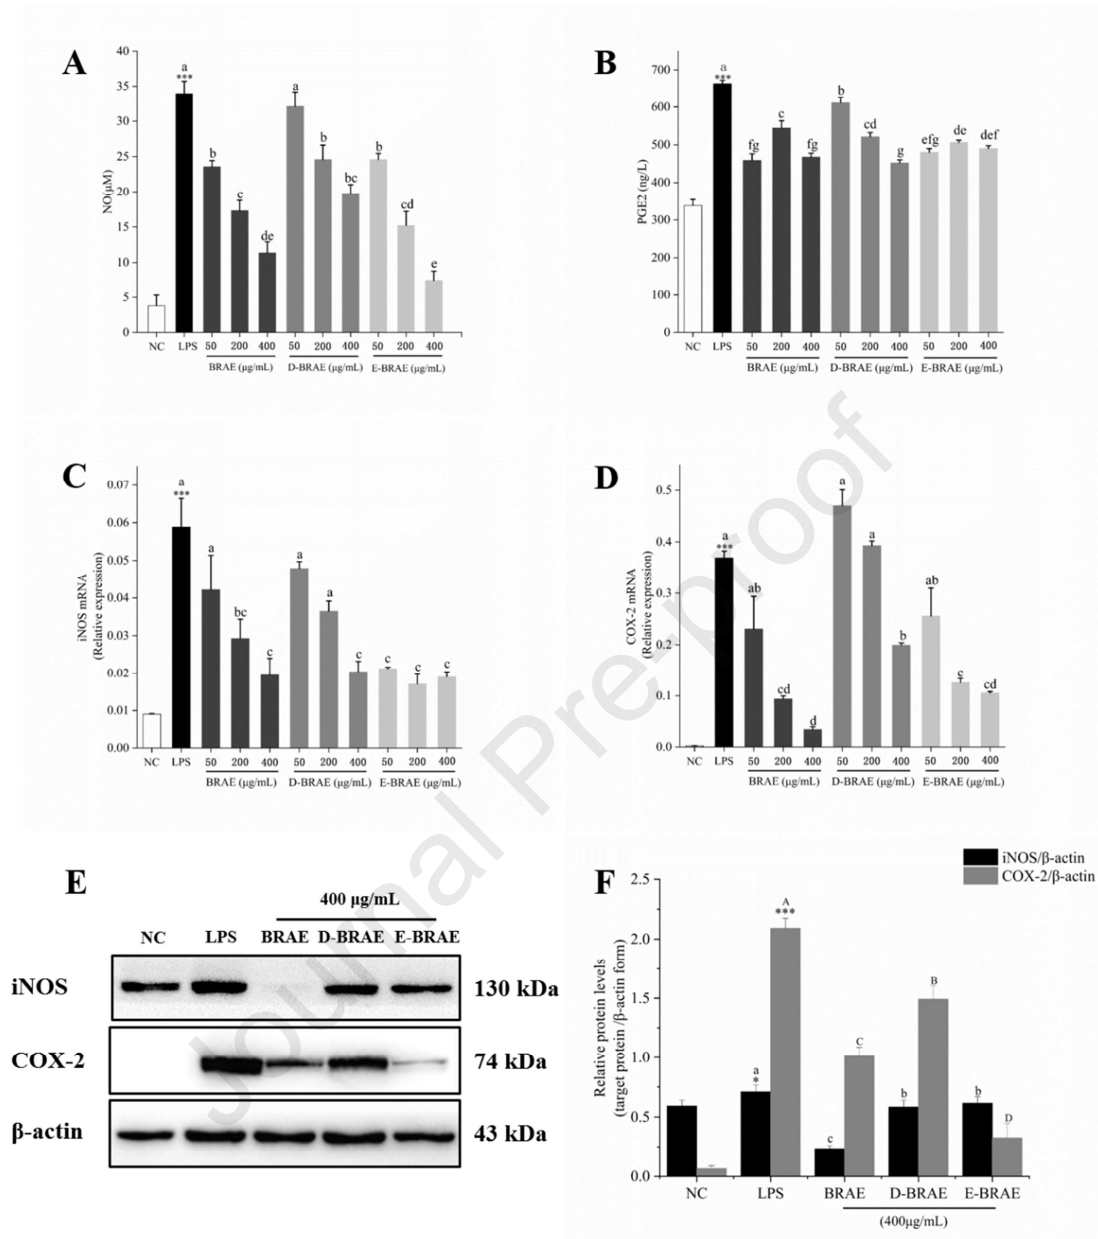 A
NO(μM)
40
35
30
25
20
15
10
5
0
a
***
b
c
de
a
b
bc
b
cd
e
NC LPS 50 200 400 50 200 400 50 200 400
BRAE (μg/mL) D-BRAE (μg/mL) E-BRAE (μg/mL)
B
PGE2 (ng/L)
700
600
500
400
300
200
100
0
a
***
fg
c
fg
b
cd
g
efg
de
def
NC LPS 50 200 400 50 200 400 50 200 400
BRAE (μg/mL) D-BRAE (μg/mL) E-BRAE (μg/mL)
C
iNOS mRNA
(Relative expression)
0.07
0.06
0.05
0.04
0.03
0.02
0.01
0.00
a
***
a
bc
c
a
a
c
c
c
c
NC LPS 50 200 400 50 200 400 50 200 400
BRAE (μg/mL) D-BRAE (μg/mL) E-BRAE (μg/mL)
D
COX-2 mRNA
(Relative expression)
0.5
0.4
0.3
0.2
0.1
0.0
a
***
ab
cd
d
a
a
b
ab
c
cd
NC LPS 50 200 400 50 200 400 50 200 400
BRAE (μg/mL) D-BRAE (μg/mL) E-BRAE (μg/mL)
E
400 μg/mL
NC LPS BRAE D-BRAE E-BRAE
iNOS 130 kDa
COX-2 74 kDa
β-actin 43 kDa
F
iNOS/β-actin
COX-2/β-actin
Relative protein levels
(target protein /β-actin form)
2.5
2.0
1.5
1.0
0.5
0.0
a
*
A
***
c
C
b
B
b
D
NC LPS BRAE D-BRAE E-BRAE
(400μg/mL)
Journal Pre-proof